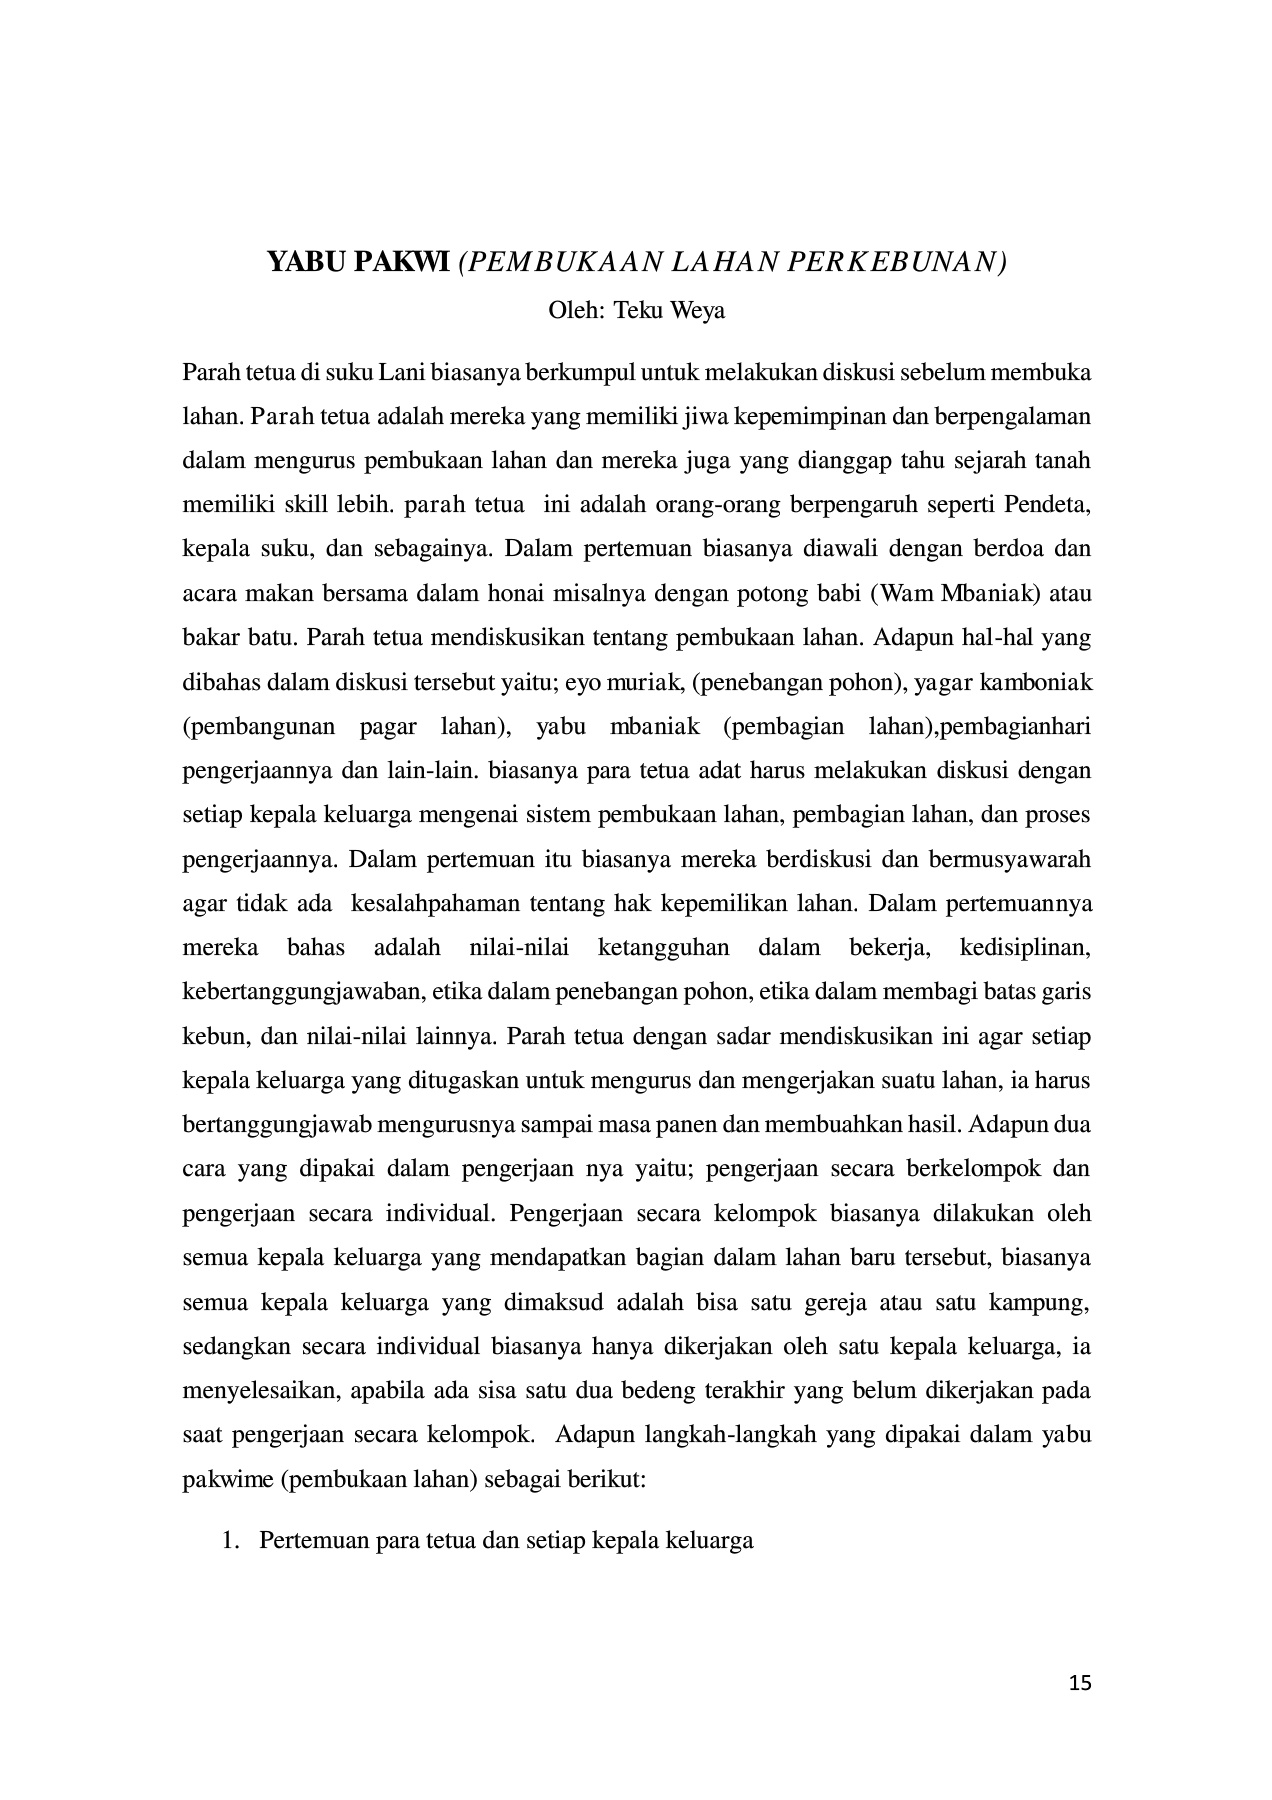 YABU PAKWI (PEMBUKAAN LAHAN PERKEBUNAN)
Oleh: Teku Weya
Parah tetua di suku Lani biasanya berkumpul untuk melakukan diskusi sebelum membuka
lahan. Parah tetua adalah mereka yang memiliki jiwa kepemimpinan dan berpengalaman
dalam mengurus pembukaan lahan dan mereka juga yang dianggap tahu sejarah tanah
memiliki skill lebih. parah tetua  ini adalah orang-orang berpengaruh seperti Pendeta,
kepala suku, dan sebagainya. Dalam pertemuan biasanya diawali dengan berdoa dan
acara makan bersama dalam honai misalnya dengan potong babi (Wam Mbaniak) atau
bakar batu. Parah tetua mendiskusikan tentang pembukaan lahan. Adapun hal-hal yang
dibahas dalam diskusi tersebut yaitu; eyo muriak, (penebangan pohon), yagar kamboniak
(pembangunan pagar lahan), yabu mbaniak (pembagian lahan),pembagianhari
pengerjaannya dan lain-lain. biasanya para tetua adat harus melakukan diskusi dengan
setiap kepala keluarga mengenai sistem pembukaan lahan, pembagian lahan, dan proses
pengerjaannya. Dalam pertemuan itu biasanya mereka berdiskusi dan bermusyawarah
agar tidak ada  kesalahpahaman tentang hak kepemilikan lahan. Dalam pertemuannya
mereka bahas adalah nilai-nilai ketangguhan dalam bekerja, kedisiplinan,
kebertanggungjawaban, etika dalam penebangan pohon, etika dalam membagi batas garis
kebun, dan nilai-nilai lainnya. Parah tetua dengan sadar mendiskusikan ini agar setiap
kepala keluarga yang ditugaskan untuk mengurus dan mengerjakan suatu lahan, ia harus
bertanggungjawab mengurusnya sampai masa panen dan membuahkan hasil. Adapun dua
cara yang dipakai dalam pengerjaan nya yaitu; pengerjaan secara berkelompok dan
pengerjaan secara individual. Pengerjaan secara kelompok biasanya dilakukan oleh
semua kepala keluarga yang mendapatkan bagian dalam lahan baru tersebut, biasanya
semua kepala keluarga yang dimaksud adalah bisa satu gereja atau satu kampung,
sedangkan secara individual biasanya hanya dikerjakan oleh satu kepala keluarga, ia
menyelesaikan, apabila ada sisa satu dua bedeng terakhir yang belum dikerjakan pada
saat pengerjaan secara kelompok.  Adapun langkah-langkah yang dipakai dalam yabu
pakwime (pembukaan lahan) sebagai berikut:
1. Pertemuan para tetua dan setiap kepala keluarga
15